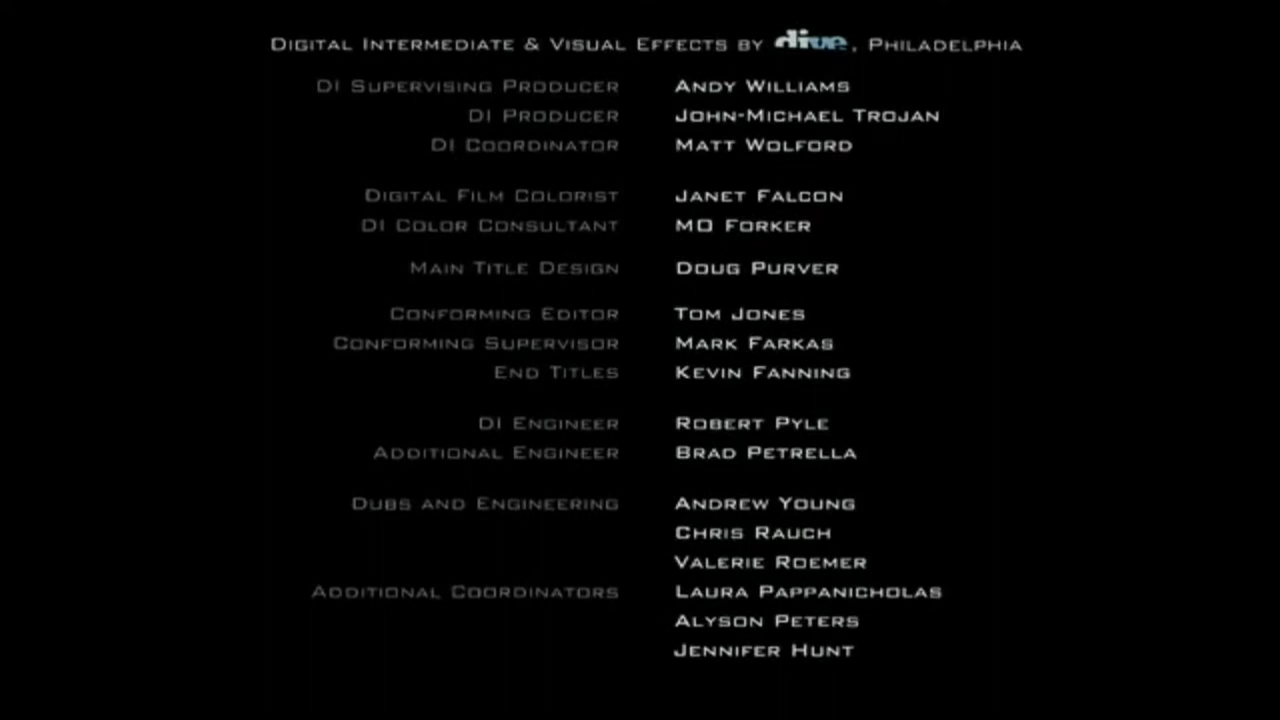 Digital Intermediate & Visual Effects by dive, Philadelphia
DI Supervising Producer Andy Williams
DI Producer John-Michael Trojan
DI Coordinator Matt Wolford
Digital Film Colorist Janet Falcon
DI Color Consultant Mo Forker
Main Title Design Doug Purver
Conforming Editor Tom Jones
Conforming Supervisor Mark Farkas
End Titles Kevin Fanning
DI Engineer Robert Pyle
Additional Engineer Brad Petrella
Dubs and Engineering Andrew Young
Chris Rauch
Valerie Roemer
Additional Coordinators Laura Pappanicholas
Alyson Peters
Jennifer Hunt